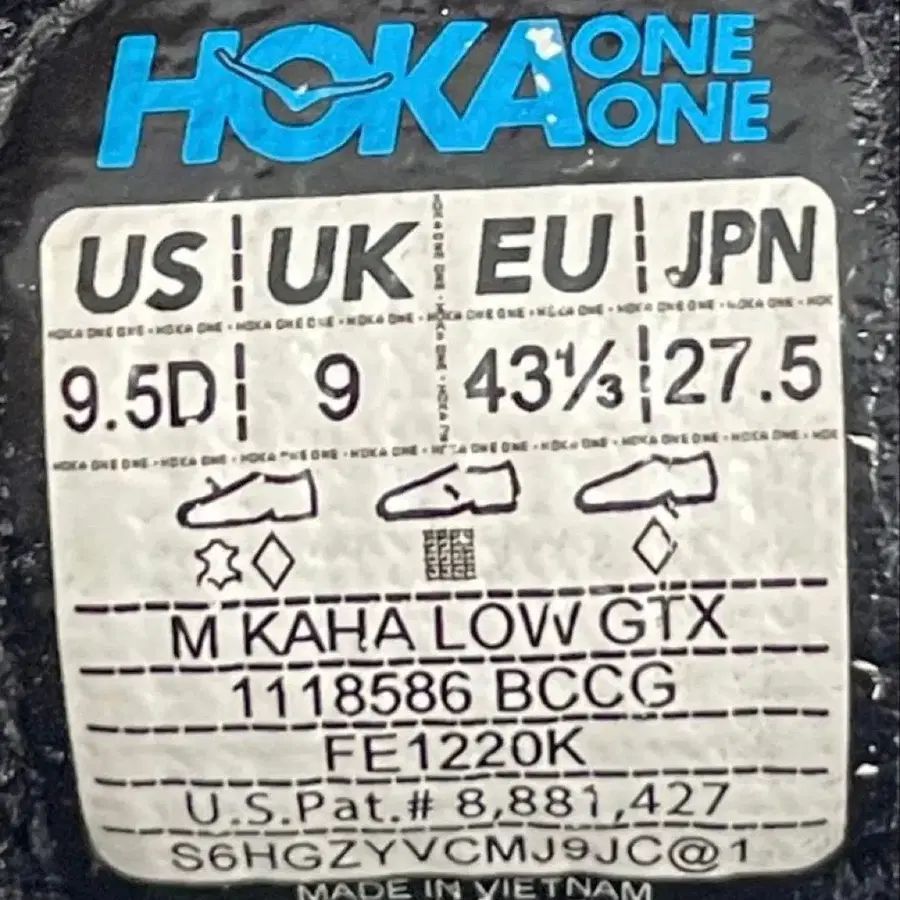 HOKA ONE ONE
US UK EU JPN
9.5D 9 43⅓ 27.5
M KAHA LOW GTX
1118586 BCCG
FE1220K
U.S.Pat.# 8,881,427
S6HGZYVCMJ9JC@1
MADE IN VIETNAM